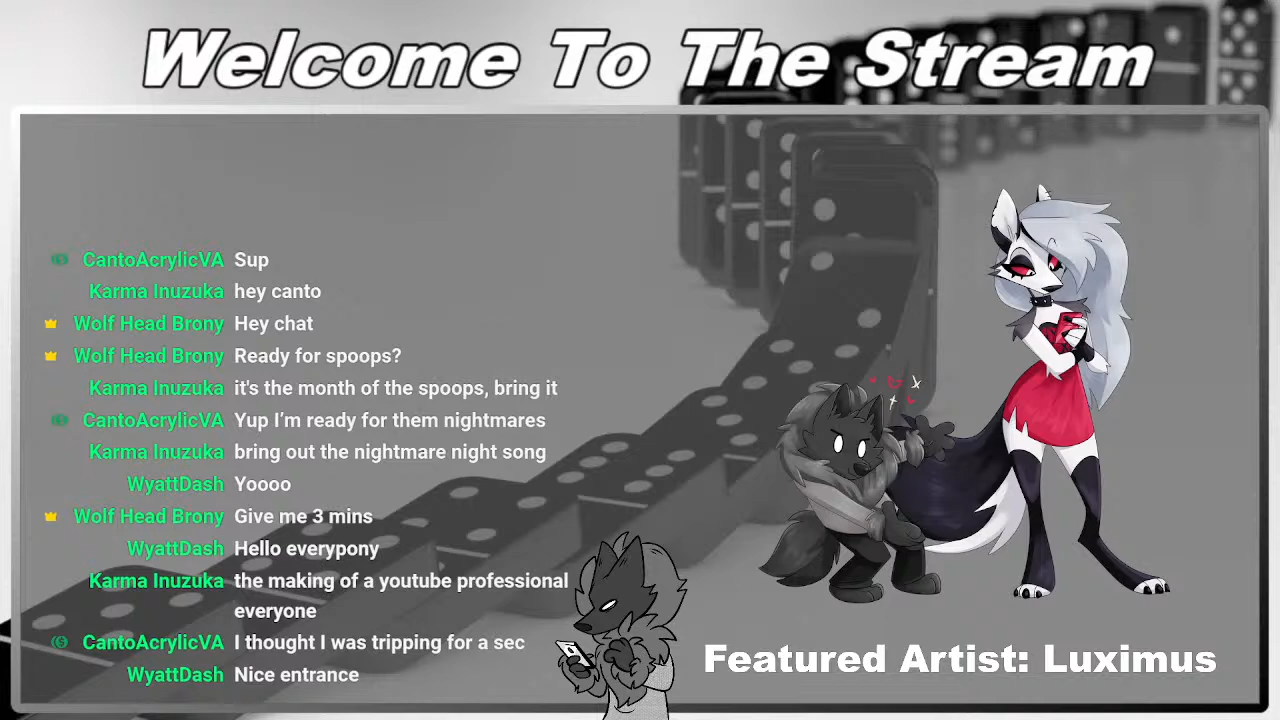 Welcome To The Stream
CantoAcrylicVA Sup
Karma Inuzuka hey canto
Wolf Head Brony Hey chat
Wolf Head Brony Ready for spoops?
Karma Inuzuka it's the month of the spoops, bring it
CantoAcrylicVA Yup I’m ready for them nightmares
Karma Inuzuka bring out the nightmare night song
WyattDash Yoooo
Wolf Head Brony Give me 3 mins
WyattDash Hello everypony
Karma Inuzuka the making of a youtube professional
everyone
CantoAcrylicVA I thought I was tripping for a sec
WyattDash Nice entrance
Featured Artist: Luximus